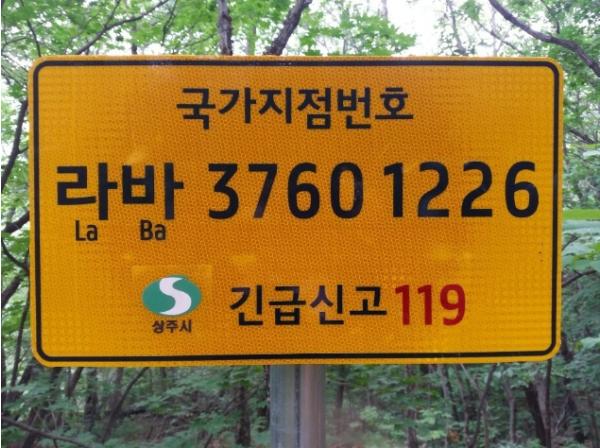 국가지점번호
라바 3760 1226
La Ba
상주시
긴급신고 119